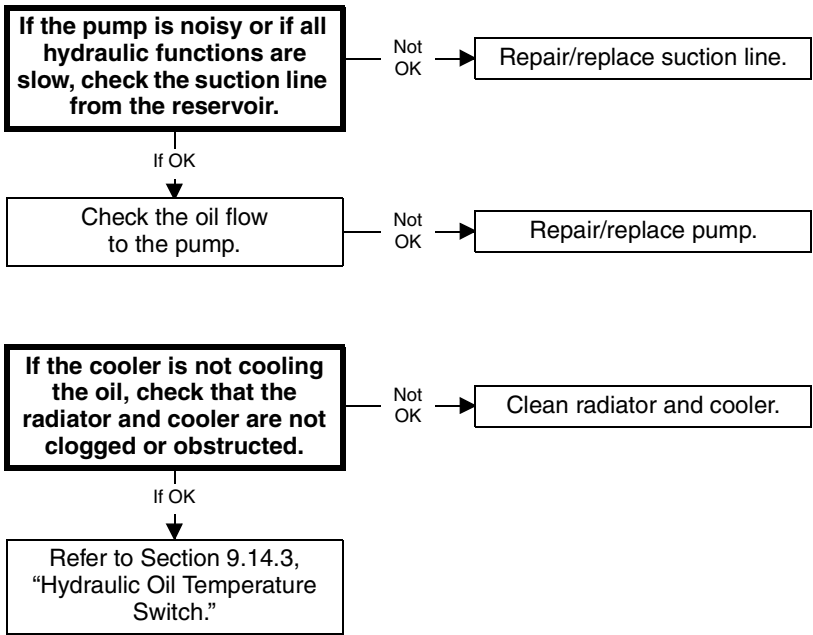 If the pump is noisy or if all
hydraulic functions are
slow, check the suction line
from the reservoir.
Not
OK
Repair/replace suction line.
If OK
Check the oil flow
to the pump.
Not
OK
Repair/replace pump.
If the cooler is not cooling
the oil, check that the
radiator and cooler are not
clogged or obstructed.
Not
OK
Clean radiator and cooler.
If OK
Refer to Section 9.14.3,
“Hydraulic Oil Temperature
Switch.”